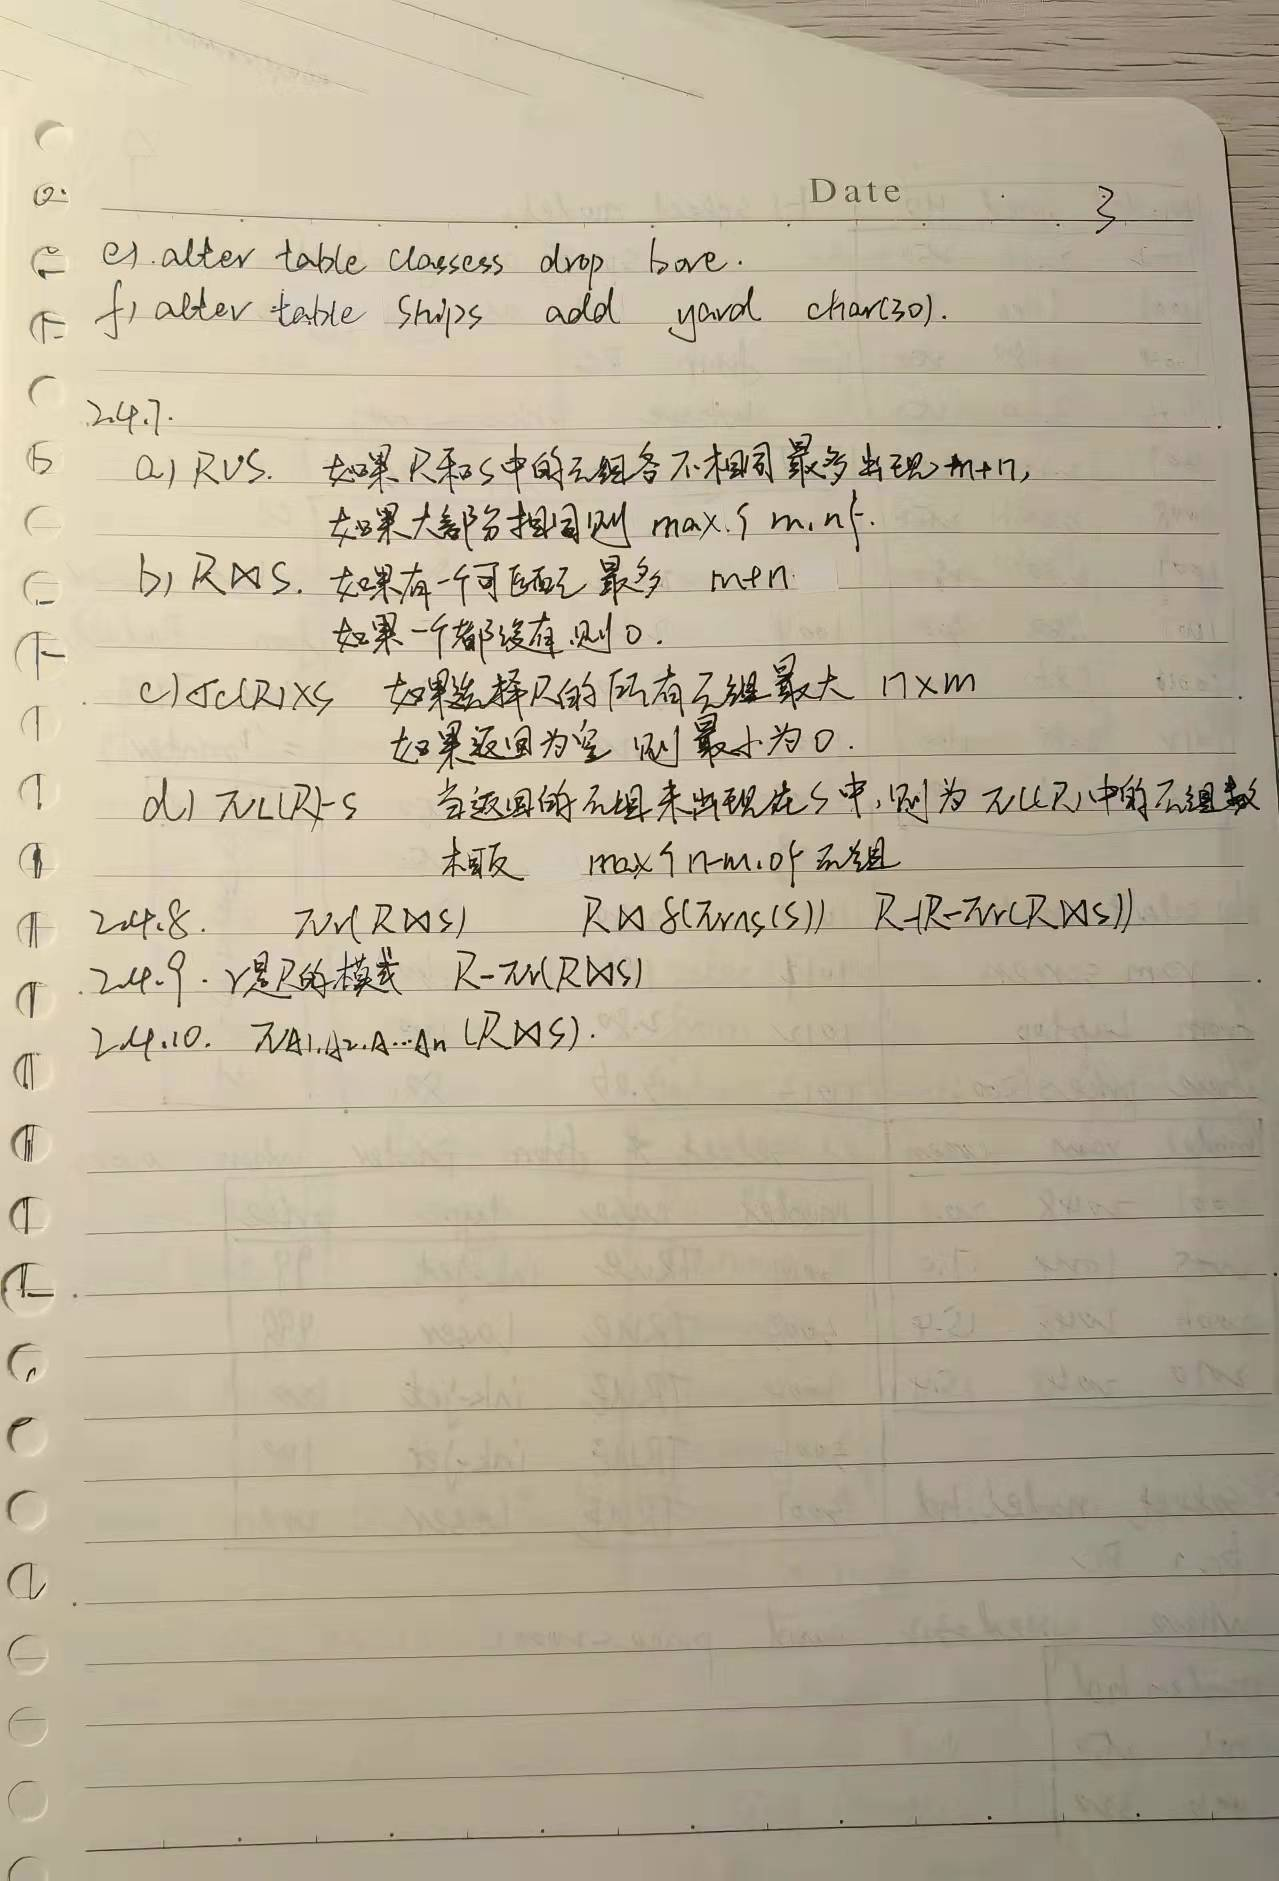 Date 3
e). alter table classess drop bore.
f) alter table Ships add yard char(30).
2.4.7.
a) R∪S. 如果R和S中的元组各不相同最多出现m+n,
如果大部分相同则 max.{m,n}.
b) R⋈S. 如果有一个可匹配 最多 m+n.
如果一个都没有.则0.
c) σc(R)×S 如果选择R的所有元组最大 n×m
如果返回为空 则最小为0.
d) πL(R)-S 当返回的元组未出现在S中,则为πL(R)中的元组数
相反 max{n-m.0}元组
2.4.8. πr(R⋈S) R⋈δ(πr∩s(S)) R-(R-πr(R⋈S))
2.4.9. r是R的模式 R-πr(R⋈S)
2.4.10. πA1,A2.A...An (R⋈S).